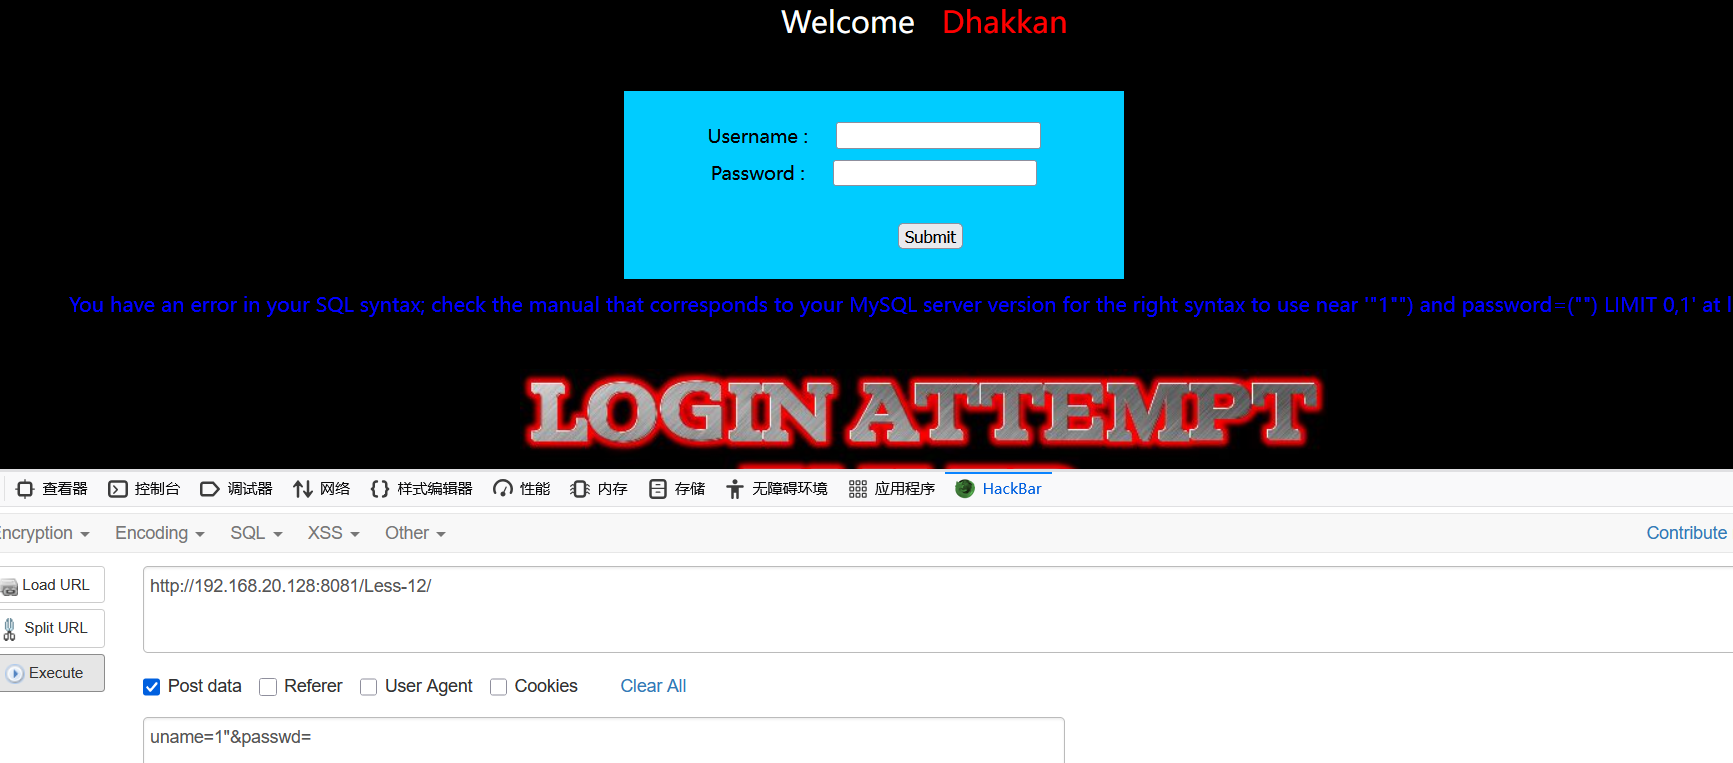 Welcome Dhakkan
Username :
Password :
Submit
You have an error in your SQL syntax; check the manual that corresponds to your MySQL server version for the right syntax to use near '"1"") and password=("") LIMIT 0,1' at l
LOGIN ATTEMPT
查看器 控制台 调试器 网络 样式编辑器 性能 内存 存储 无障碍环境 应用程序 HackBar
ncryption Encoding SQL XSS Other Contribute
Load URL
http://192.168.20.128:8081/Less-12/
Split URL
Execute
Post data Referer User Agent Cookies Clear All
uname=1"&passwd=